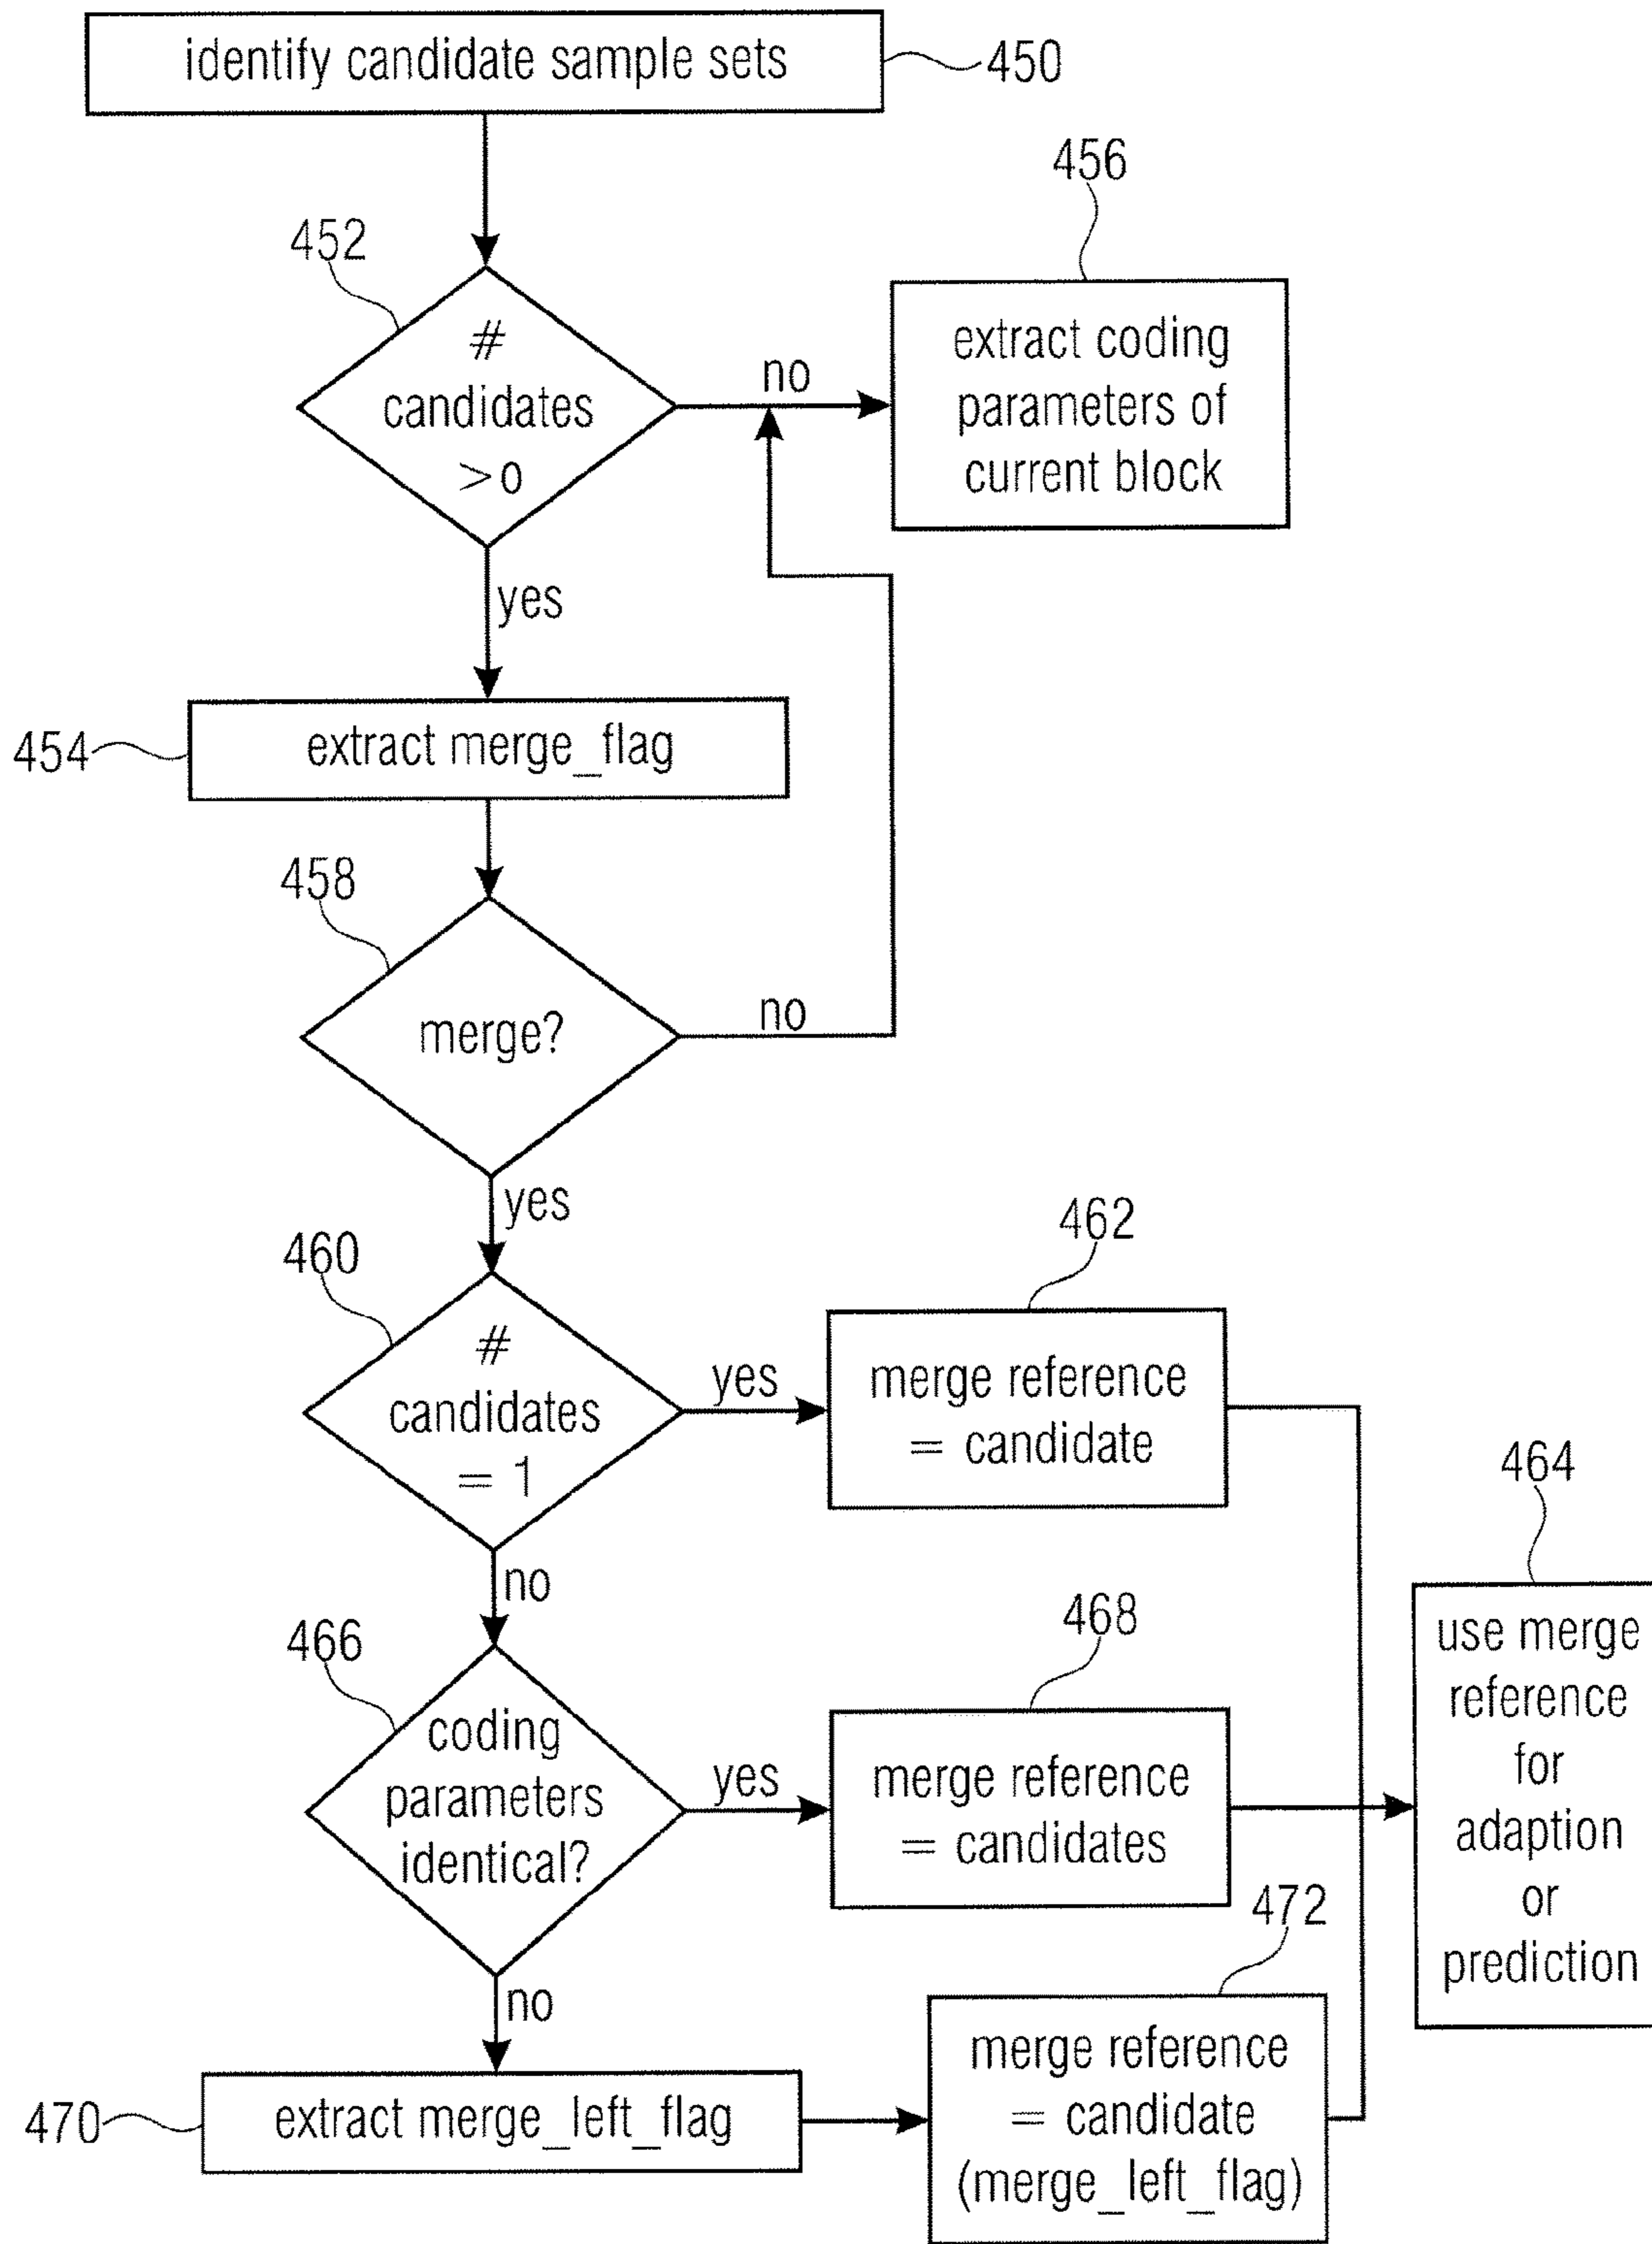 identify candidate sample sets
450
456
452
#
candidates
>o
no
extract coding
parameters of
current block
yes
454
extract merge_flag
458
merge?
no
yes
460
462
#
candidates
= 1
yes
merge reference
= candidate
464
no
466
468
coding
parameters
identical?
yes
merge reference
= candidates
use merge
reference
for
adaption
or
prediction
472
no
470
extract merge_left_flag
merge reference
= candidate
(merge_left_flag)